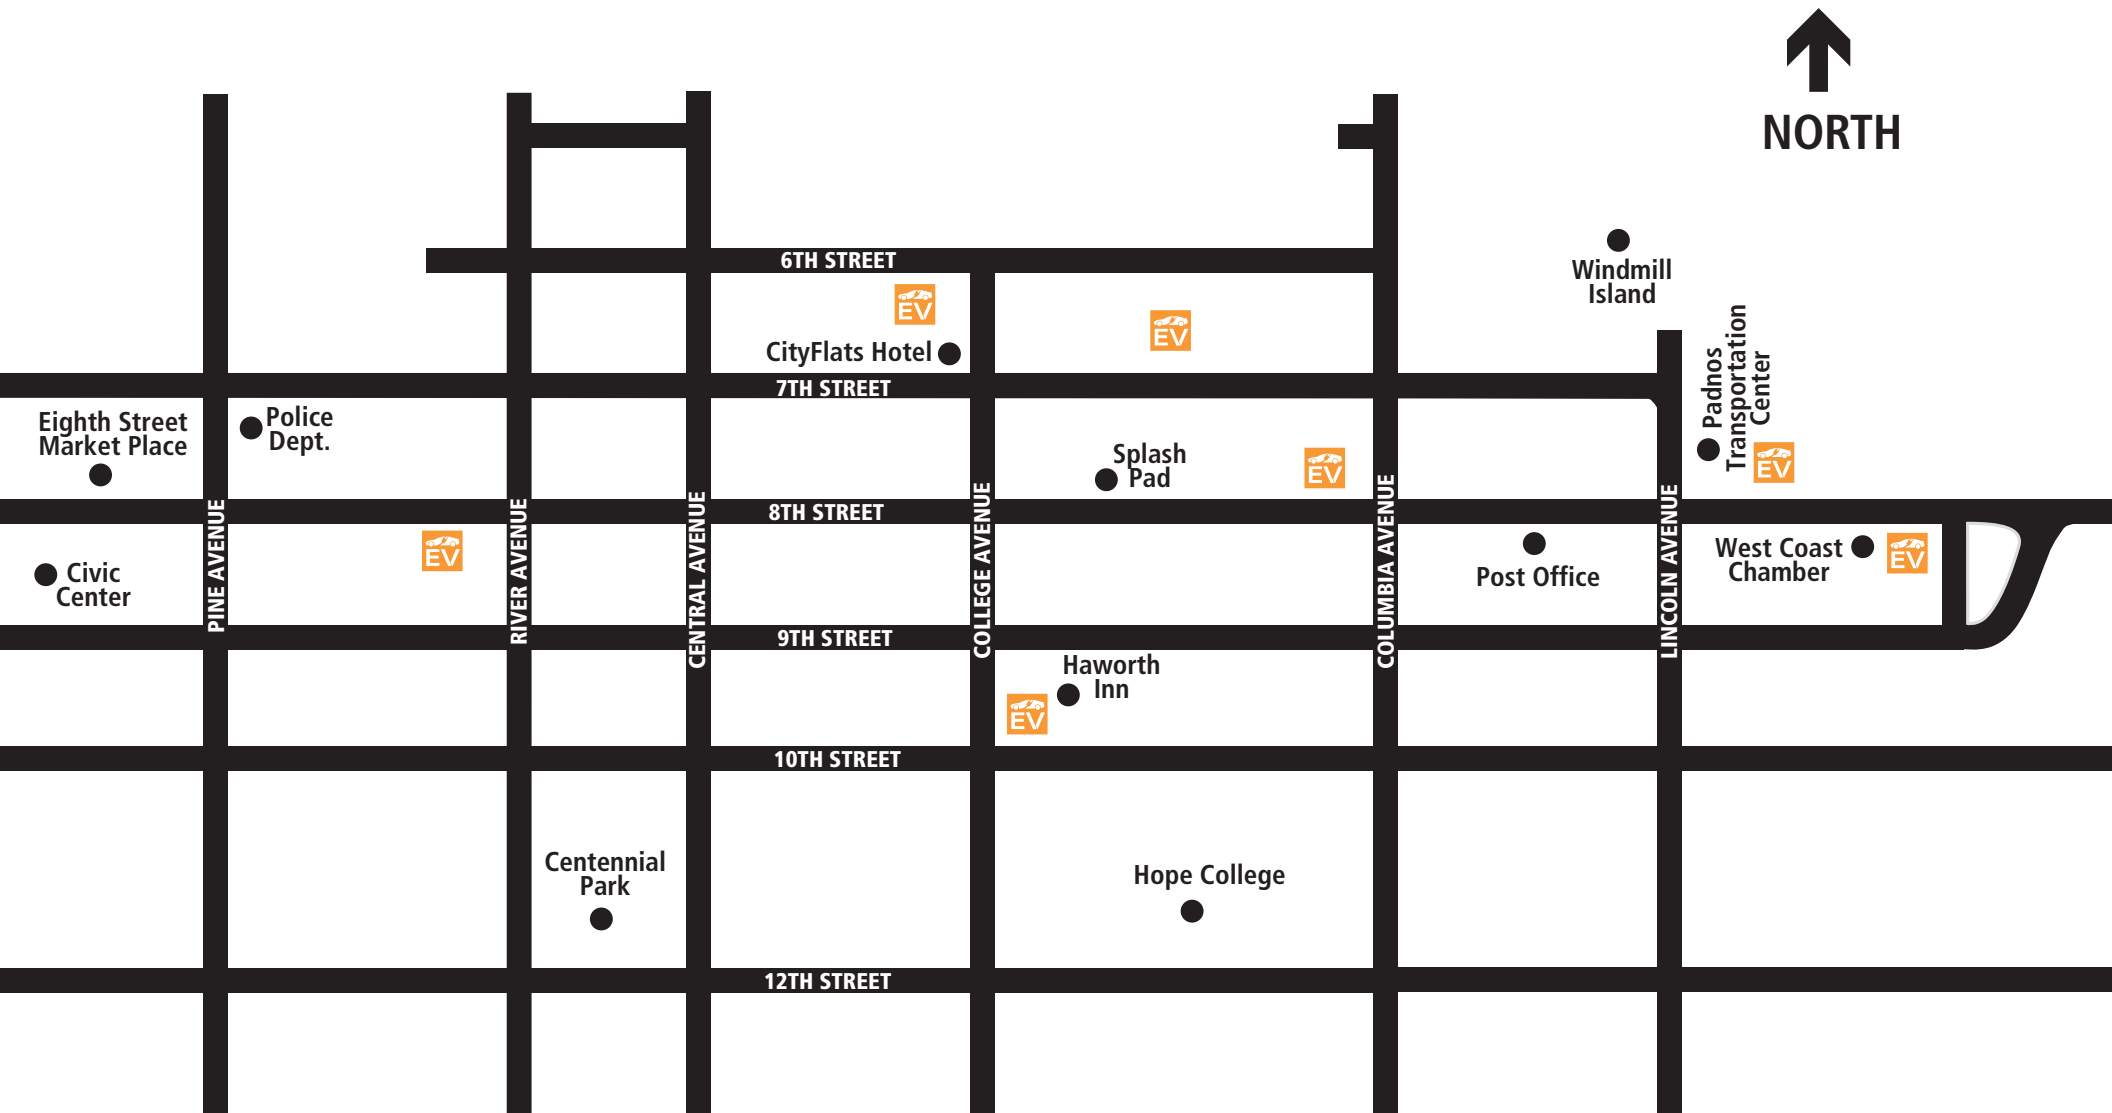 NORTH
6TH STREET
Windmill
Island
EV
EV
CityFlats Hotel
Padnos
Transportation
Center
7TH STREET
Eighth Street
Market Place
Police
Dept.
Splash
Pad
EV
EV
PINE AVENUE
RIVER AVENUE
CENTRAL AVENUE
8TH STREET
COLLEGE AVENUE
COLUMBIA AVENUE
LINCOLN AVENUE
EV
Civic
Center
Post Office
West Coast
Chamber
EV
9TH STREET
Haworth
Inn
EV
10TH STREET
Centennial
Park
Hope College
12TH STREET